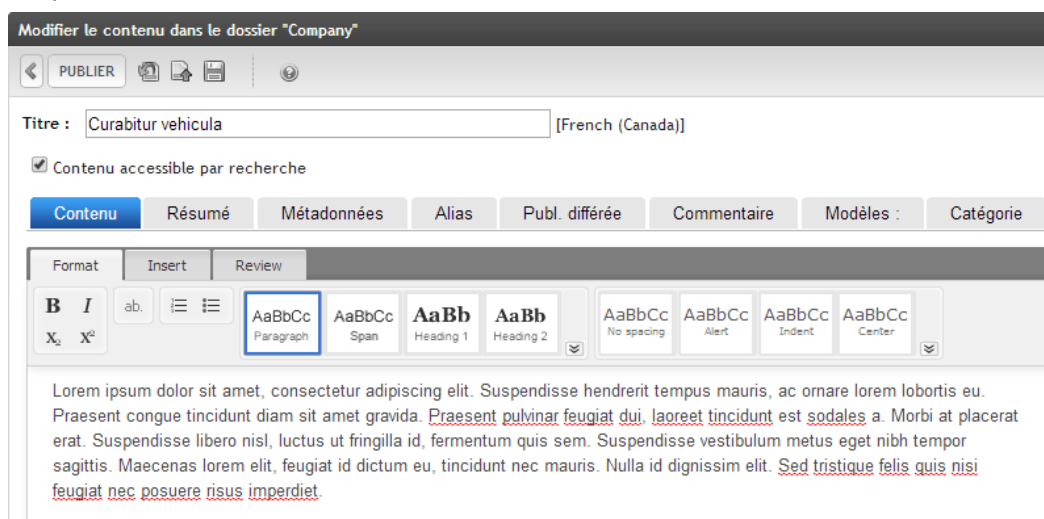 Modifier le contenu dans le dossier "Company"
PUBLIER
Titre : Curabitur vehicula [French (Canada)]
Contenu accessible par recherche
Contenu Résumé Métadonnées Alias Publ. différée Commentaire Modèles : Catégorie
Format Insert Review
B I ab. AaBbCc AaBbCc AaBb AaBb AaBbCc AaBbCc AaBbCc AaBbCc
X₂ X² Paragraph Span Heading 1 Heading 2 No spacing Alert Indent Center
Lorem ipsum dolor sit amet, consectetur adipiscing elit. Suspendisse hendrerit tempus mauris, ac ornare lorem lobortis eu.
Praesent congue tincidunt diam sit amet gravida. Praesent pulvinar feugiat dui, laoreet tincidunt est sodales a. Morbi at placerat
erat. Suspendisse libero nisl, luctus ut fringilla id, fermentum quis sem. Suspendisse vestibulum metus eget nibh tempor
sagittis. Maecenas lorem elit, feugiat id dictum eu, tincidunt nec mauris. Nulla id dignissim elit. Sed tristique felis quis nisi
feugiat nec posuere risus imperdiet.